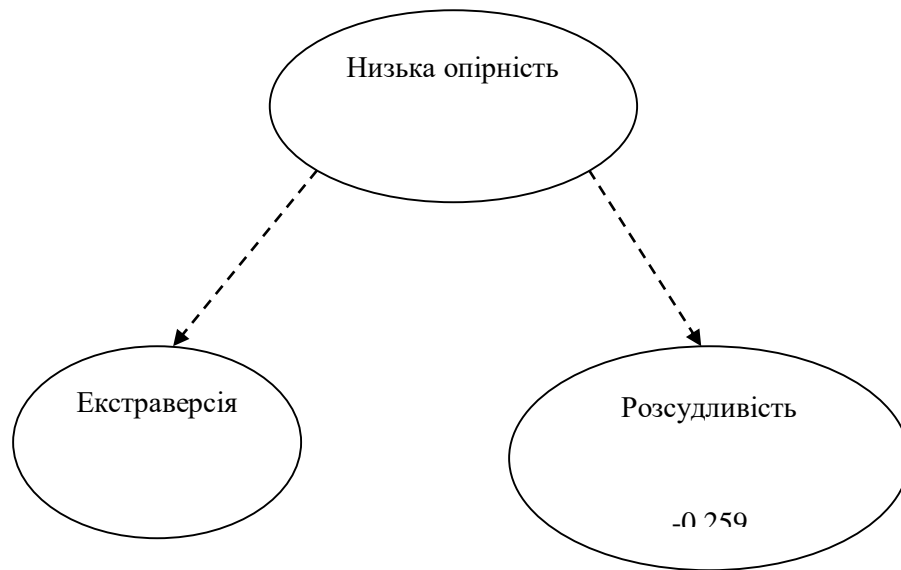 Низька опірність
Екстраверсія
Розсудливість
-0,259